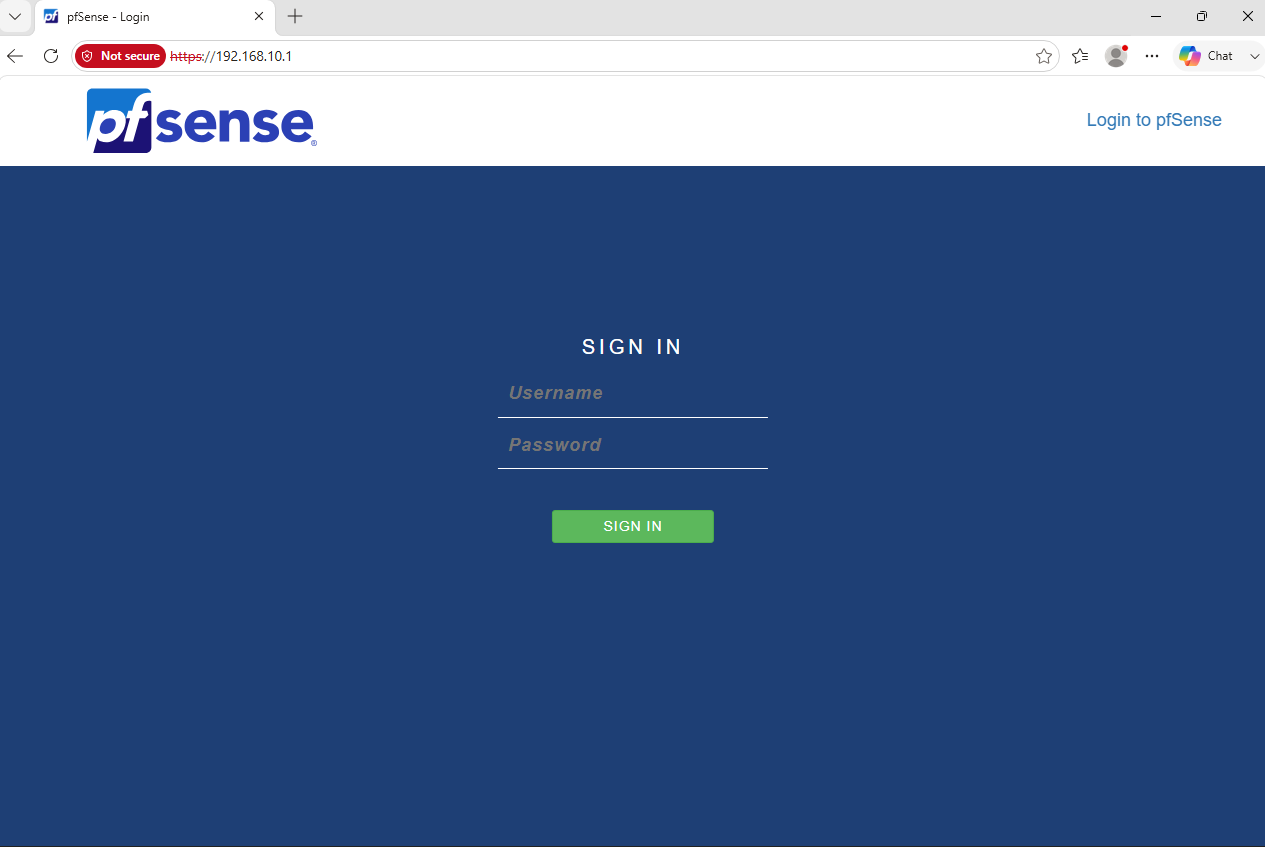 pfSense - Login
Not secure https://192.168.10.1
Chat
pfsense®
Login to pfSense
SIGN IN
Username
Password
SIGN IN